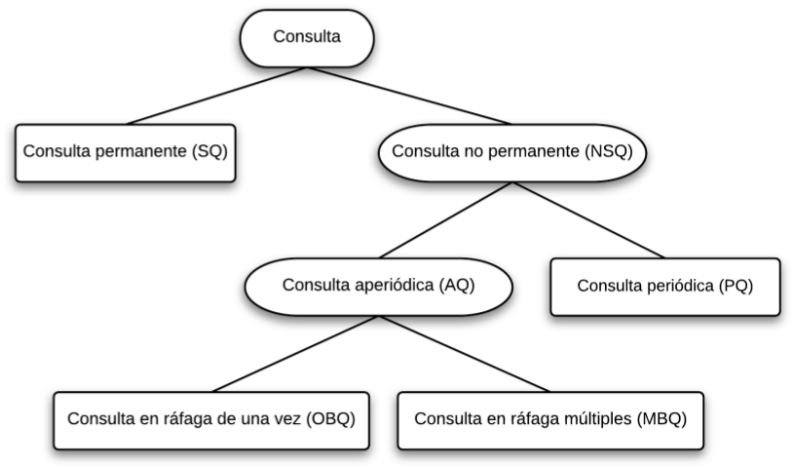 Consulta
Consulta permanente (SQ)
Consulta no permanente (NSQ)
Consulta aperiódica (AQ)
Consulta periódica (PQ)
Consulta en ráfaga de una vez (OBQ)
Consulta en ráfaga múltiples (MBQ)